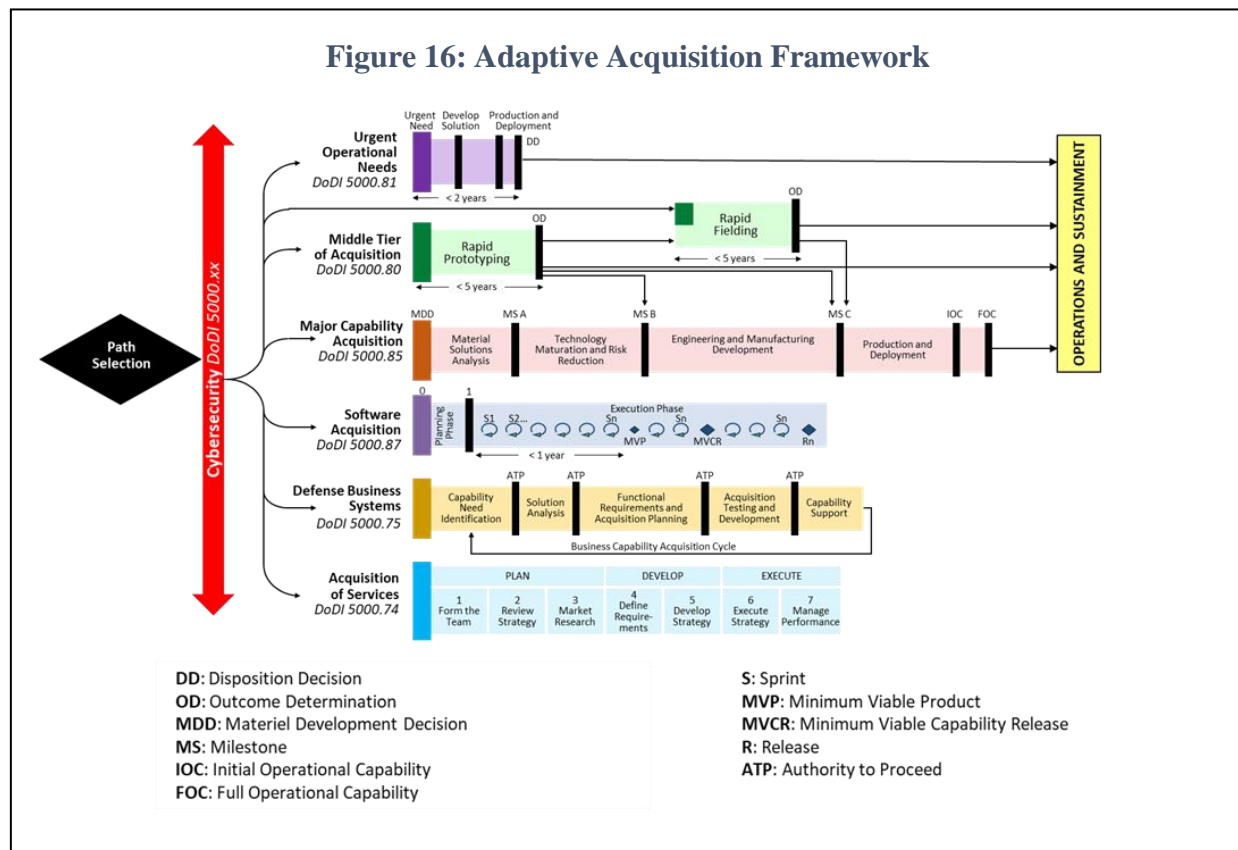 Figure 16: Adaptive Acquisition Framework
Path
Selection
Cybersecurity DoDI 5000.xx
Urgent
Operational
Needs
DoDI 5000.81
Urgent
Need
Develop
Solution
Production and
Deployment
DD
< 2 years
Middle Tier
of Acquisition
DoDI 5000.80
Rapid
Prototyping
OD
< 5 years
Rapid
Fielding
OD
< 5 years
Major Capability
Acquisition
DoDI 5000.85
MDD
Material
Solutions
Analysis
MS A
Technology
Maturation and Risk
Reduction
MS B
Engineering and Manufacturing
Development
MS C
Production and
Deployment
IOC
FOC
OPERATIONS AND SUSTAINMENT
Software
Acquisition
DoDI 5000.87
0
Planning
Phase
1
Execution Phase
S1
S2...
Sn
MVP
Sn
MVCR
Sn
Rn
< 1 year
Defense Business
Systems
DoDI 5000.75
Capability
Need
Identification
ATP
Solution
Analysis
ATP
Functional
Requirements and
Acquisition Planning
ATP
Acquisition
Testing and
Development
ATP
Capability
Support
Business Capability Acquisition Cycle
Acquisition
of Services
DoDI 5000.74
PLAN
DEVELOP
EXECUTE
1
Form the
Team
2
Review
Strategy
3
Market
Research
4
Define
Require-
ments
5
Develop
Strategy
6
Execute
Strategy
7
Manage
Performance
DD: Disposition Decision
OD: Outcome Determination
MDD: Materiel Development Decision
MS: Milestone
IOC: Initial Operational Capability
FOC: Full Operational Capability
S: Sprint
MVP: Minimum Viable Product
MVCR: Minimum Viable Capability Release
R: Release
ATP: Authority to Proceed